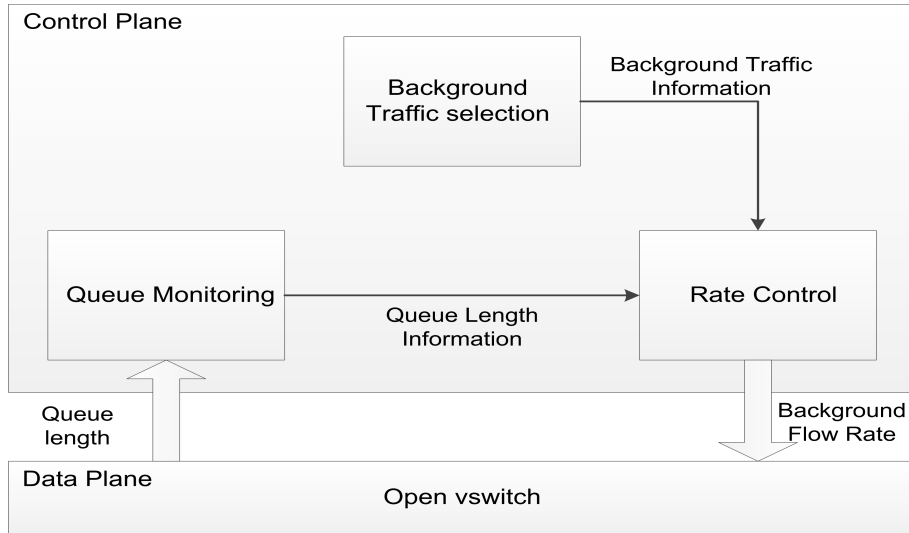 Control Plane
Background
Traffic selection
Background Traffic
Information
Queue Monitoring
Queue Length
Information
Rate Control
Queue
length
Background
Flow Rate
Data Plane
Open vswitch